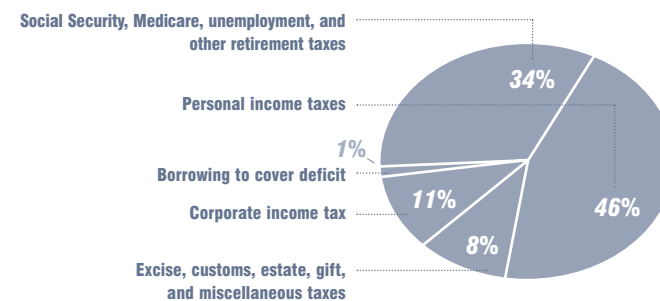 Social Security, Medicare, unemployment, and
other retirement taxes
34%
Personal income taxes
1%
Borrowing to cover deficit
11%
46%
Corporate income tax
8%
Excise, customs, estate, gift,
and miscellaneous taxes